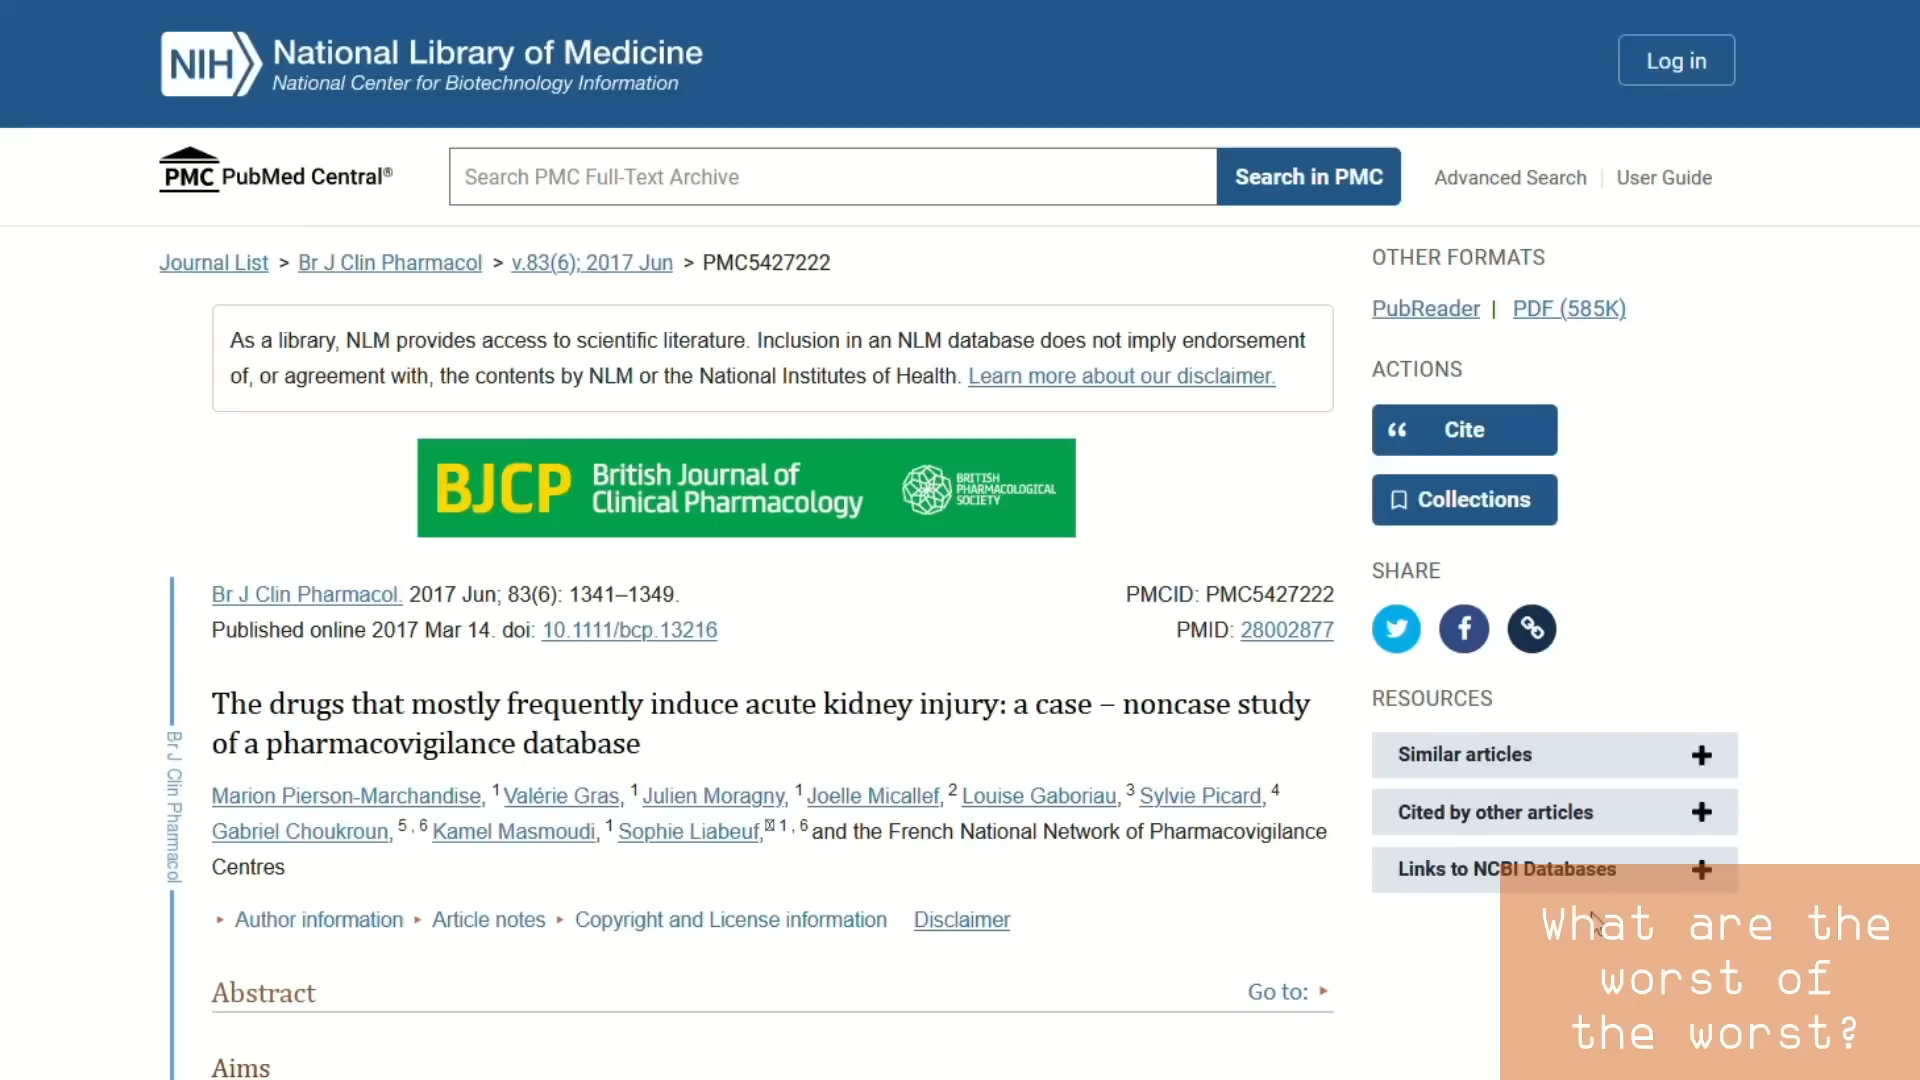 NIH National Library of Medicine
National Center for Biotechnology Information
Log in
PMC PubMed Central®
Search PMC Full-Text Archive
Search in PMC
Advanced Search
User Guide
Journal List > Br J Clin Pharmacol > v.83(6); 2017 Jun > PMC5427222
As a library, NLM provides access to scientific literature. Inclusion in an NLM database does not imply endorsement
of, or agreement with, the contents by NLM or the National Institutes of Health. Learn more about our disclaimer.
BJCP British Journal of
Clinical Pharmacology
BRITISH
PHARMACOLOGICAL
SOCIETY
Br J Clin Pharmacol. 2017 Jun; 83(6): 1341–1349.
Published online 2017 Mar 14. doi: 10.1111/bcp.13216
PMCID: PMC5427222
PMID: 28002877
The drugs that mostly frequently induce acute kidney injury: a case – noncase study
of a pharmacovigilance database
Marion Pierson-Marchandise, 1 Valérie Gras, 1 Julien Moragny, 1 Joelle Micallef, 2 Louise Gaboriau, 3 Sylvie Picard, 4
Gabriel Choukroun, 5 , 6 Kamel Masmoudi, 1 Sophie Liabeuf, 1 , 6 and the French National Network of Pharmacovigilance
Centres
Author information
Article notes
Copyright and License information
Disclaimer
Abstract
Go to:
Aims
Br J Clin Pharmacol
OTHER FORMATS
PubReader | PDF (585K)
ACTIONS
Cite
Collections
SHARE
RESOURCES
Similar articles
Cited by other articles
Links to NCBI Databases
What are the
worst of
the worst?